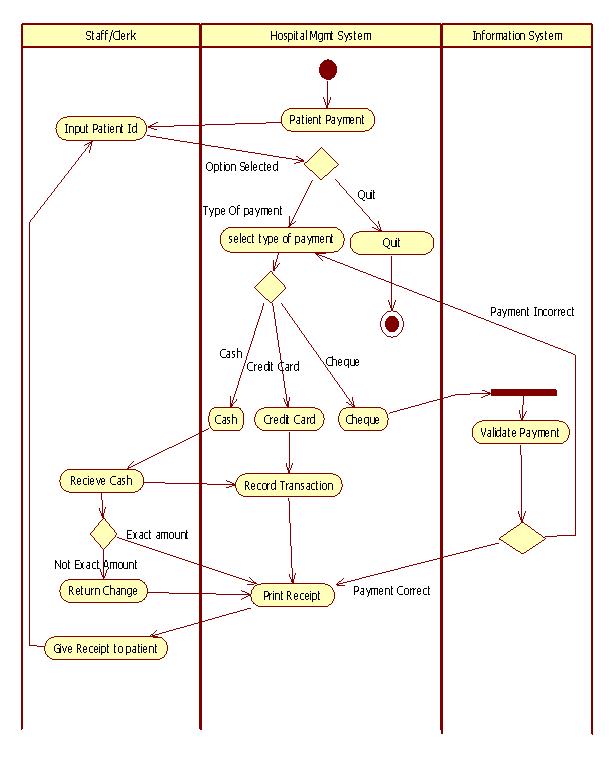 Staff/Clerk
Hospital Mgmt System
Information System
Patient Payment
Input Patient Id
Option Selected
Quit
Type Of payment
select type of payment
Quit
Payment Incorrect
Cash
Credit Card
Cheque
Cash
Credit Card
Cheque
Validate Payment
Recieve Cash
Record Transaction
Exact amount
Not Exact Amount
Return Change
Print Receipt
Payment Correct
Give Receipt to patient